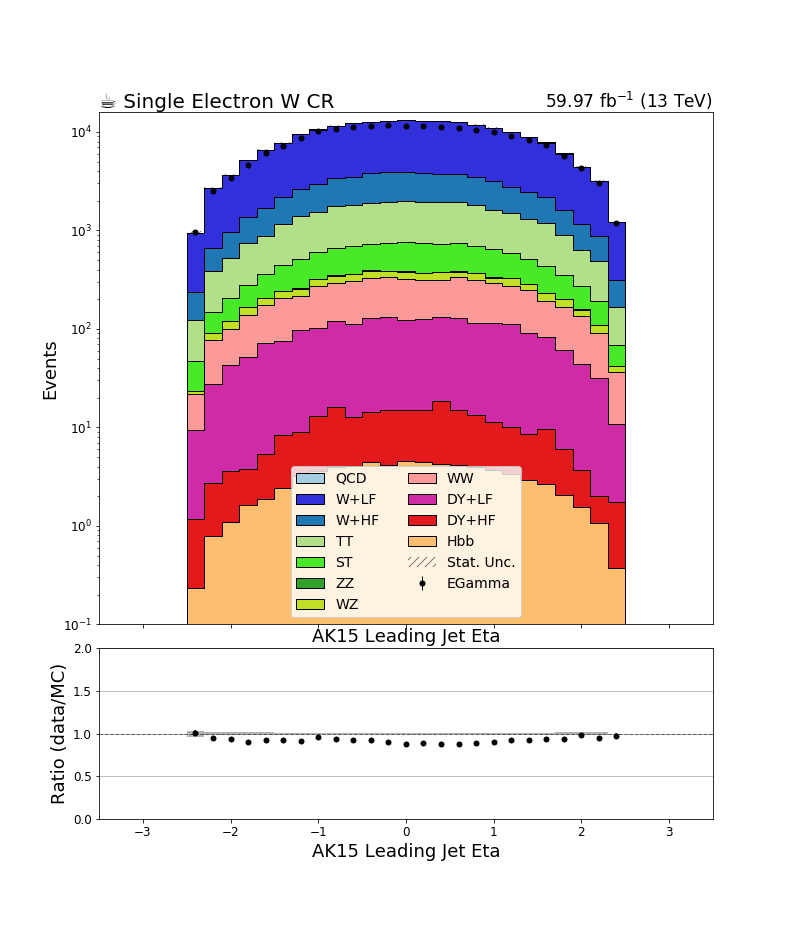 ☕ Single Electron W CR 59.97 fb⁻¹ (13 TeV)
Events
10⁴
10³
10²
10¹
10⁰
10⁻¹
QCD WW
W+LF DY+LF
W+HF DY+HF
TT Hbb
ST Stat. Unc.
ZZ EGamma
WZ
AK15 Leading Jet Eta
Ratio (data/MC)
2.0
1.5
1.0
0.5
0.0
−3 −2 −1 0 1 2 3
AK15 Leading Jet Eta